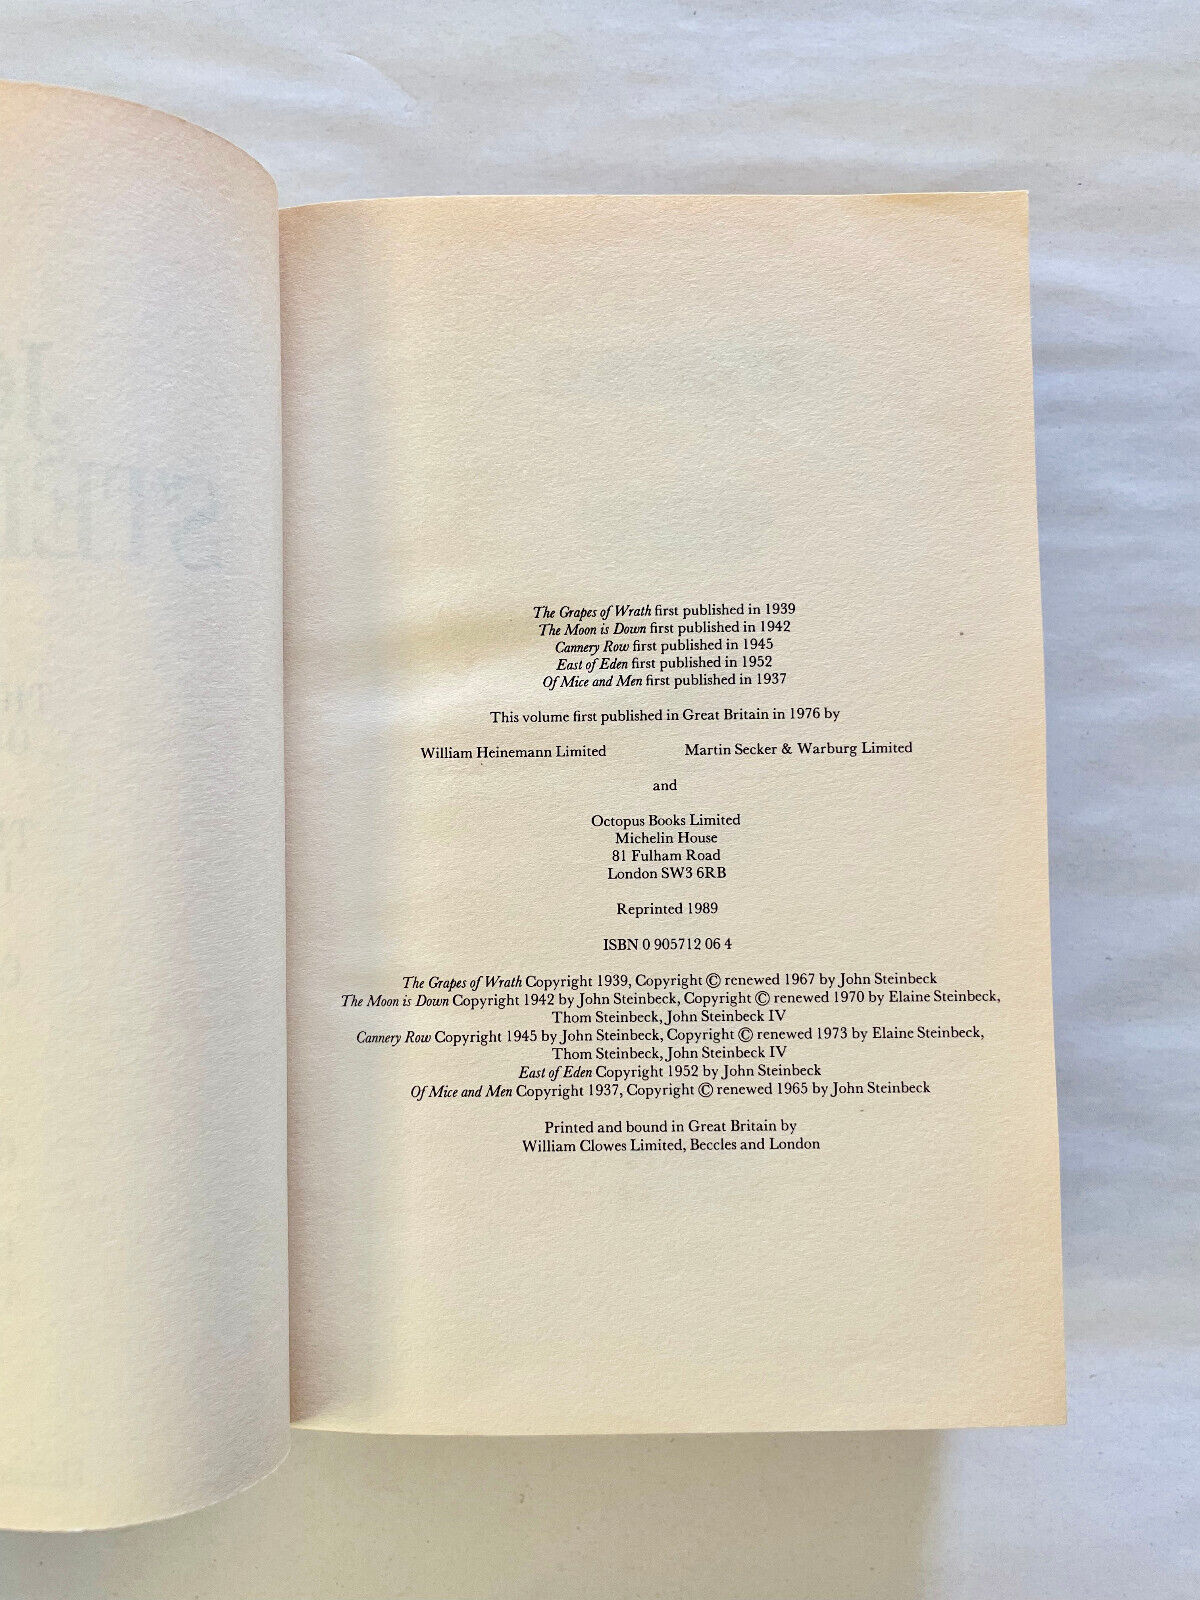 The Grapes of Wrath first published in 1939
The Moon is Down first published in 1942
Cannery Row first published in 1945
East of Eden first published in 1952
Of Mice and Men first published in 1937
This volume first published in Great Britain in 1976 by
William Heinemann Limited Martin Secker & Warburg Limited
and
Octopus Books Limited
Michelin House
81 Fulham Road
London SW3 6RB
Reprinted 1989
ISBN 0 905712 06 4
The Grapes of Wrath Copyright 1939, Copyright © renewed 1967 by John Steinbeck
The Moon is Down Copyright 1942 by John Steinbeck, Copyright © renewed 1970 by Elaine Steinbeck,
Thom Steinbeck, John Steinbeck IV
Cannery Row Copyright 1945 by John Steinbeck, Copyright © renewed 1973 by Elaine Steinbeck,
Thom Steinbeck, John Steinbeck IV
East of Eden Copyright 1952 by John Steinbeck
Of Mice and Men Copyright 1937, Copyright © renewed 1965 by John Steinbeck
Printed and bound in Great Britain by
William Clowes Limited, Beccles and London